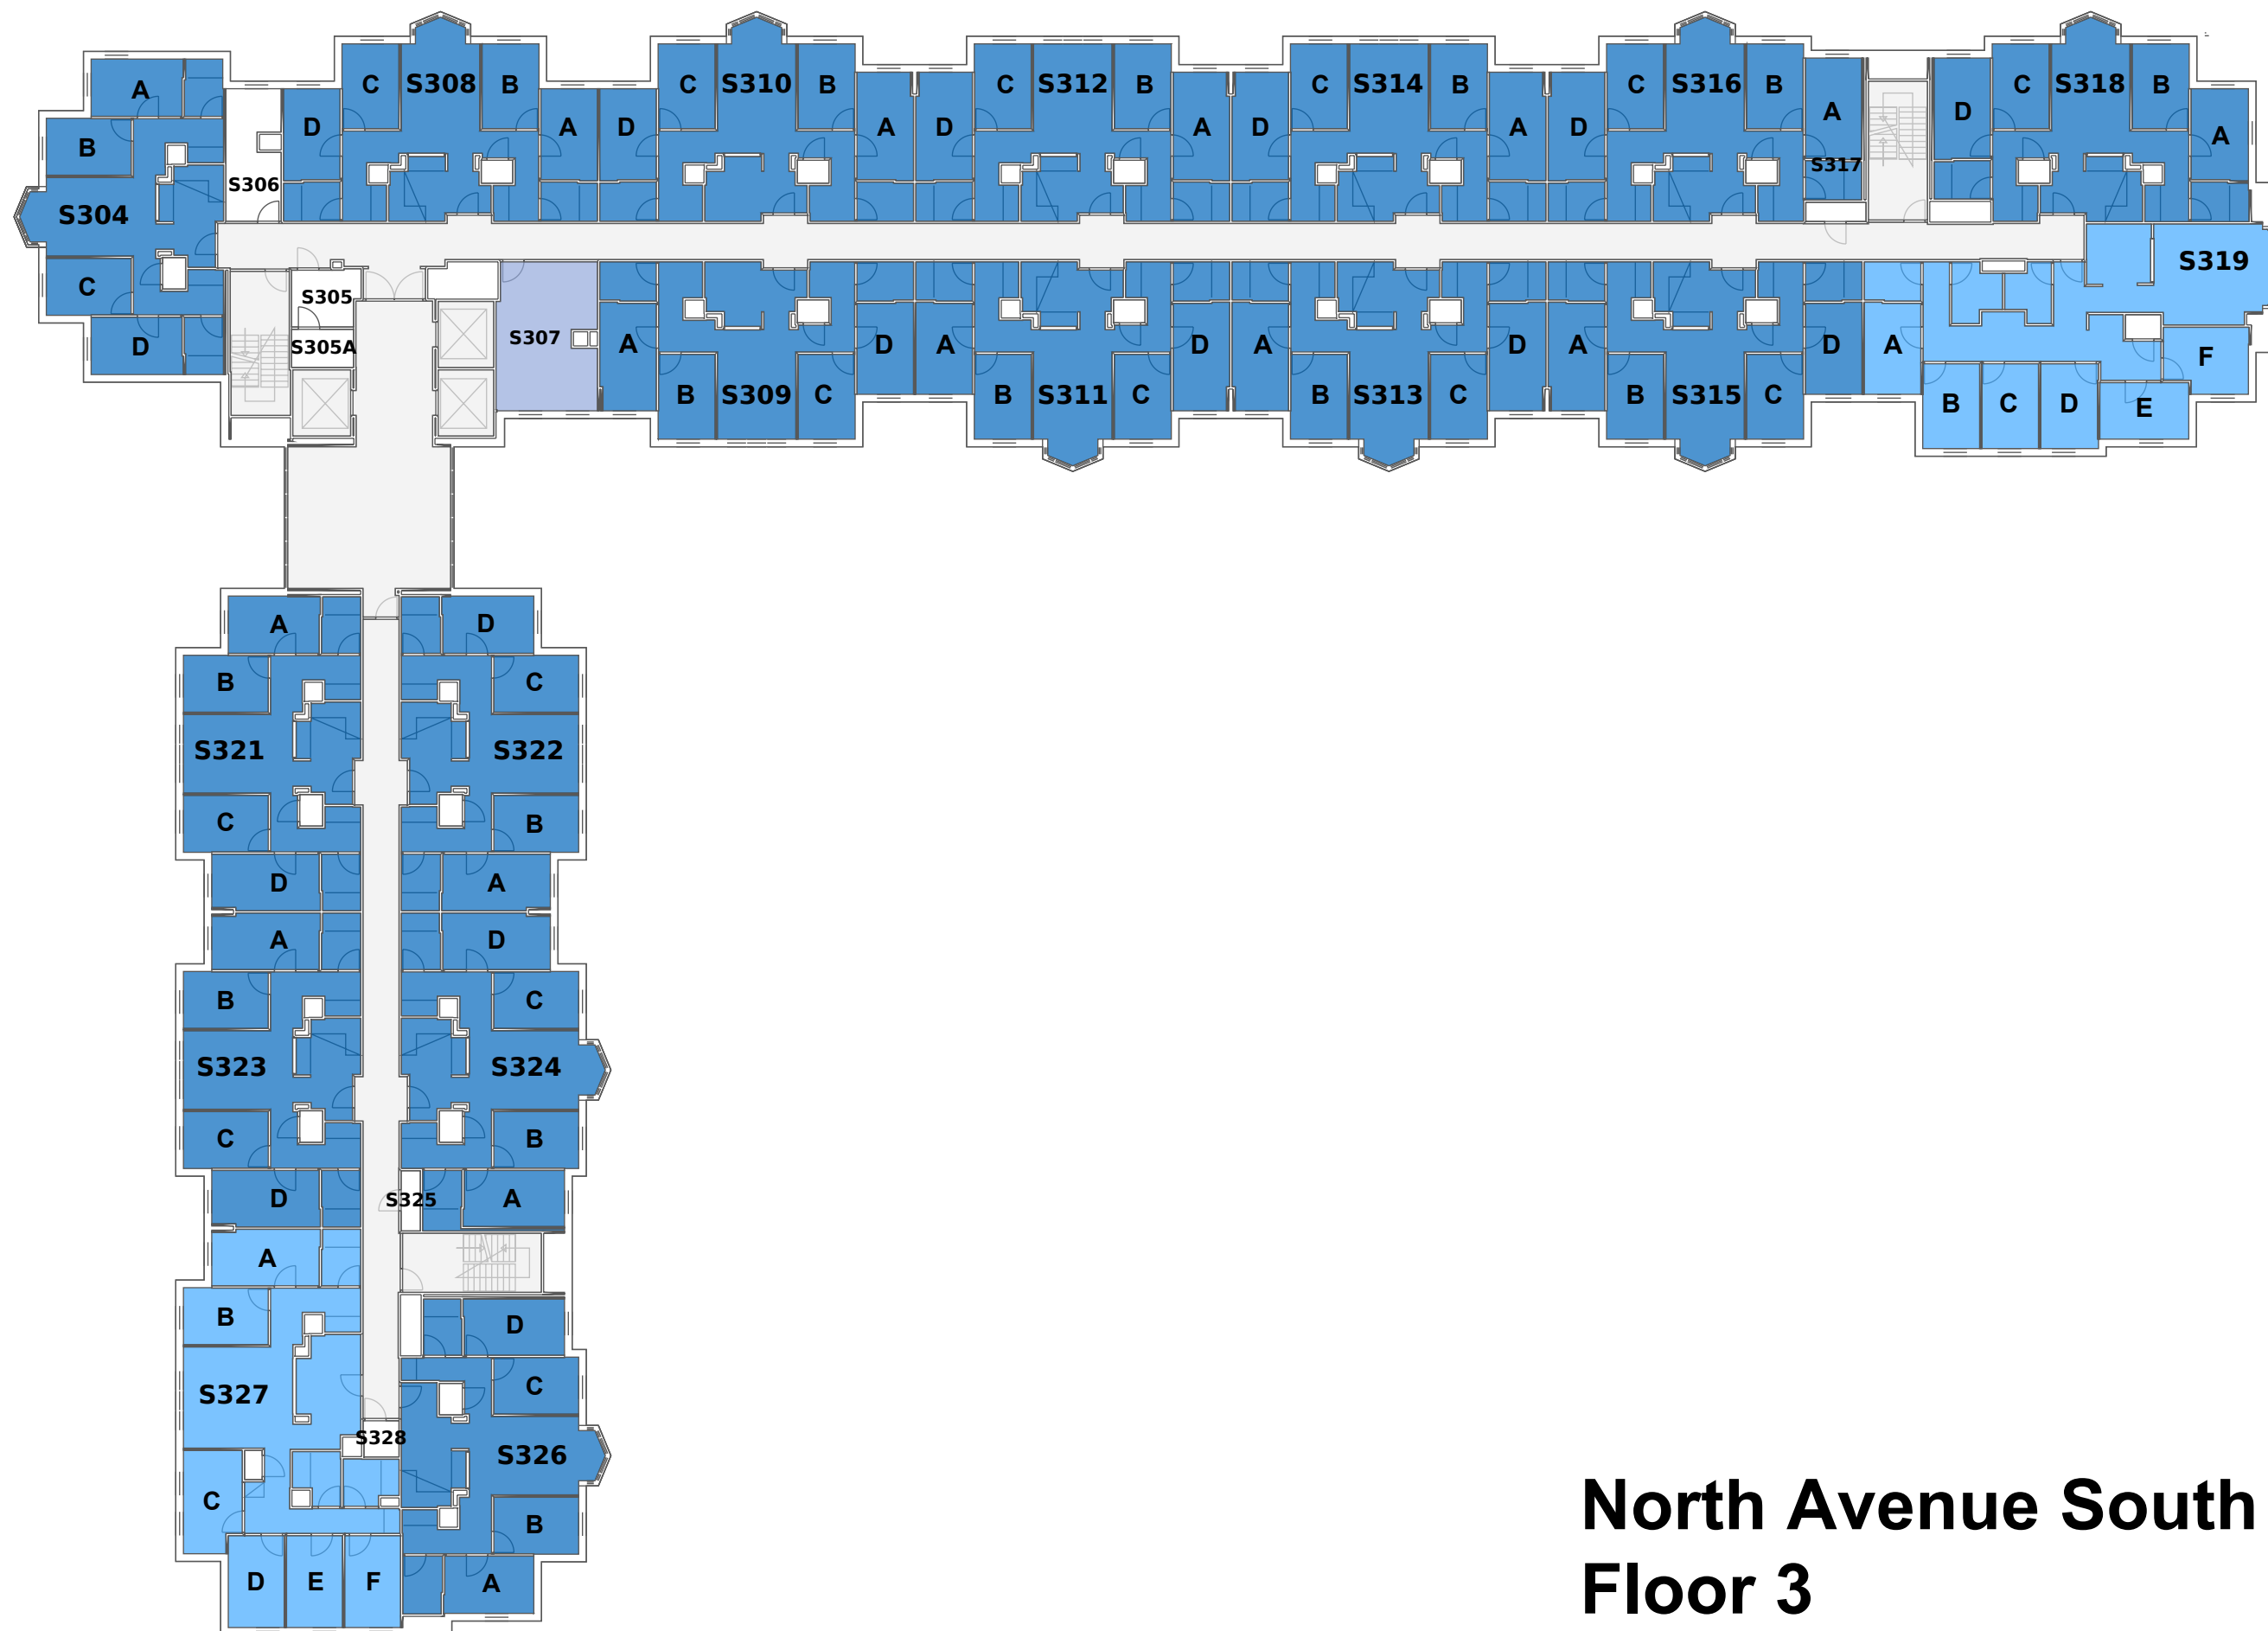 C S308 B
C S310 B
C S312 B
C S314 B
C S316 B
C S318 B
A
B
S304
C
D
S306
D
A D
A D
A D
A D
A
S317
D
A
S305
S305A
S307
A
B S309 C
D A
B S311 C
D A
B S313 C
D A
B S315 C
D A
S319
F
B C D E
A D
B C
S321 S322
C B
D A
A D
B C
S323 S324
C B
D S325 A
A
B D
S327 C
S328
S326
C B
D E F A
North Avenue South
Floor 3